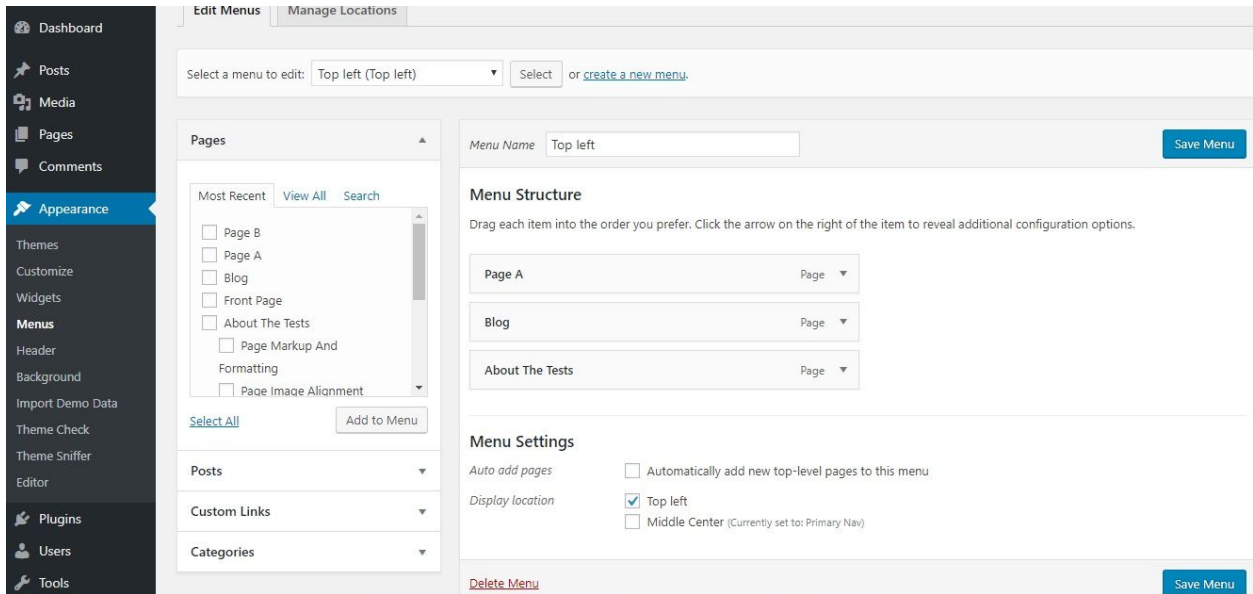 Dashboard
Posts
Media
Pages
Comments
Appearance
Themes
Customize
Widgets
Menus
Header
Background
Import Demo Data
Theme Check
Theme Sniffer
Editor
Plugins
Users
Tools
Edit Menus Manage Locations
Select a menu to edit: Top left (Top left) Select or create a new menu.
Pages
Most Recent View All Search
Page B
Page A
Blog
Front Page
About The Tests
Page Markup And
Formatting
Page Image Alignment
Select All Add to Menu
Posts
Custom Links
Categories
Menu Name Top left Save Menu
Menu Structure
Drag each item into the order you prefer. Click the arrow on the right of the item to reveal additional configuration options.
Page A Page
Blog Page
About The Tests Page
Menu Settings
Auto add pages Automatically add new top-level pages to this menu
Display location Top left
Middle Center (Currently set to: Primary Nav)
Delete Menu Save Menu